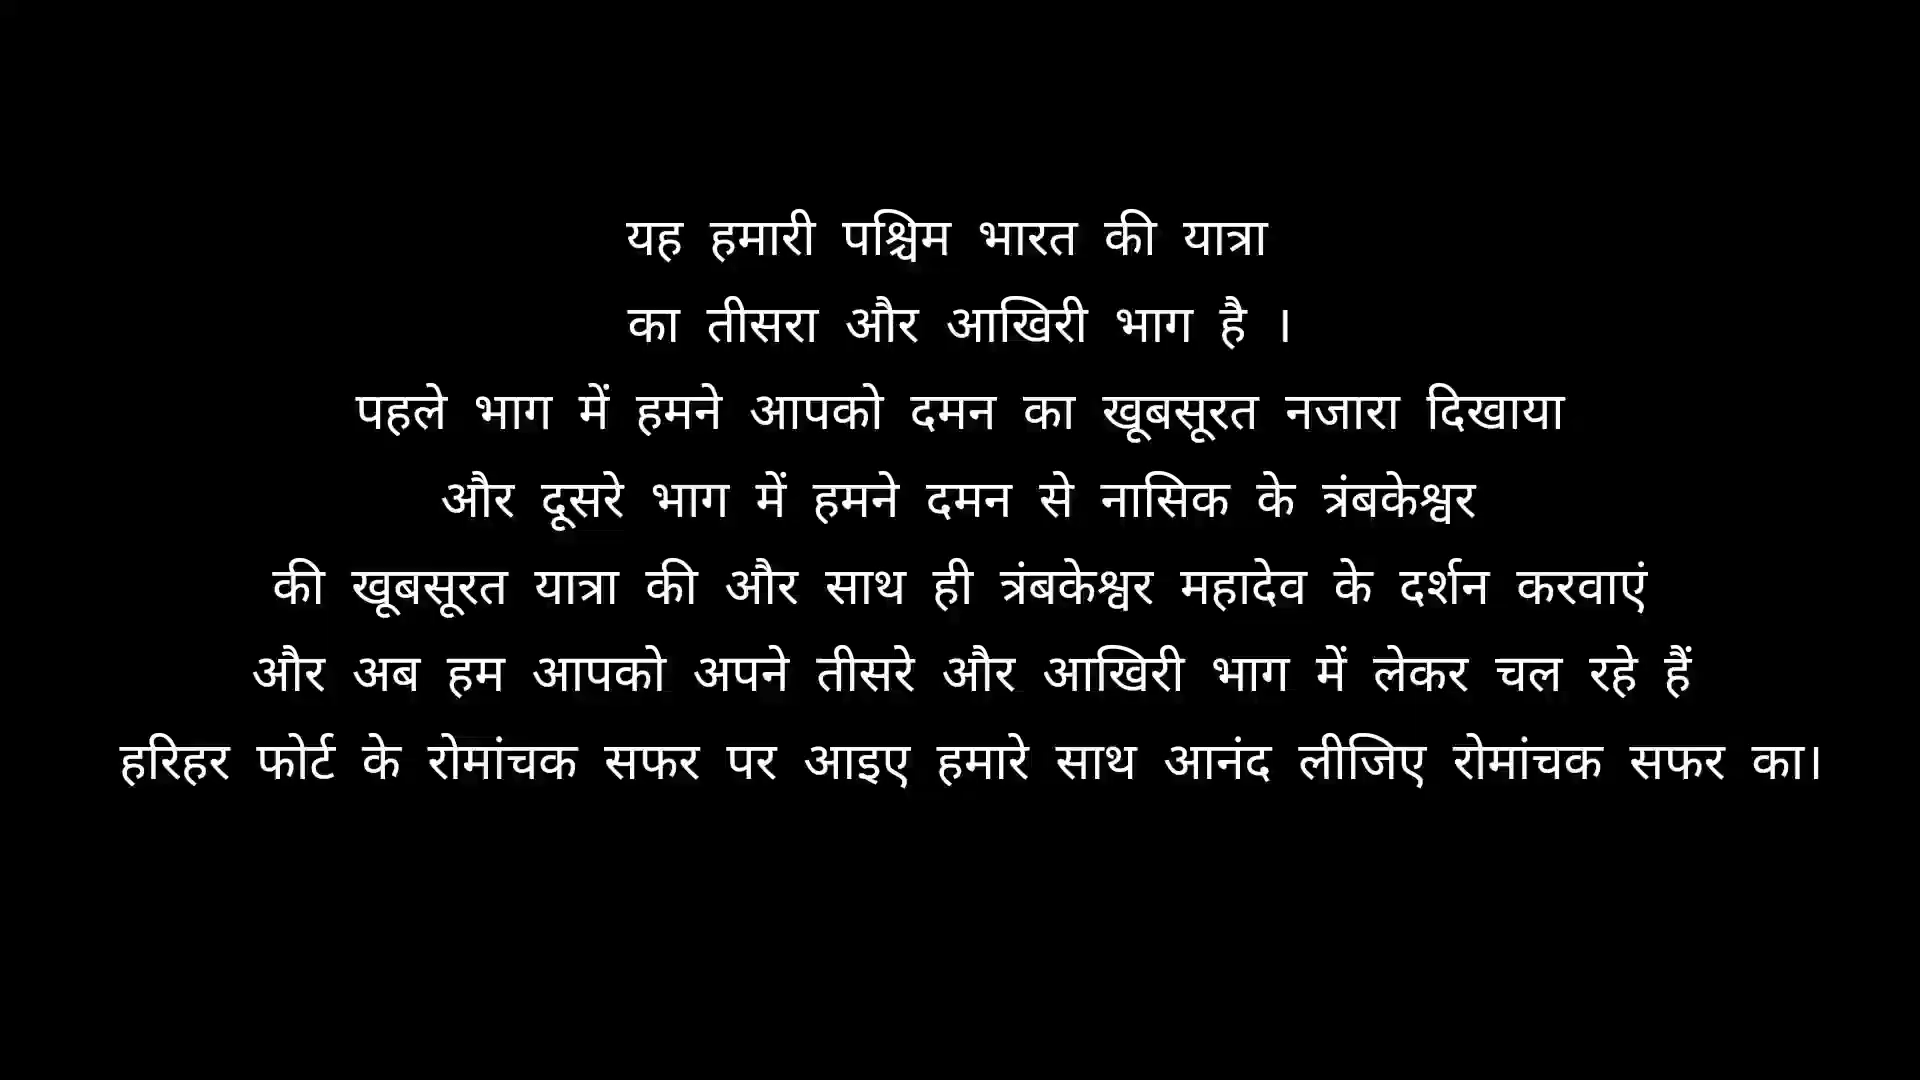 यह हमारी पश्चिम भारत की यात्रा
का तीसरा और आखिरी भाग है ।
पहले भाग में हमने आपको दमन का खूबसूरत नजारा दिखाया
और दूसरे भाग में हमने दमन से नासिक के त्रंबकेश्वर
की खूबसूरत यात्रा की और साथ ही त्रंबकेश्वर महादेव के दर्शन करवाएं
और अब हम आपको अपने तीसरे और आखिरी भाग में लेकर चल रहे हैं
हरिहर फोर्ट के रोमांचक सफर पर आइए हमारे साथ आनंद लीजिए रोमांचक सफर का।